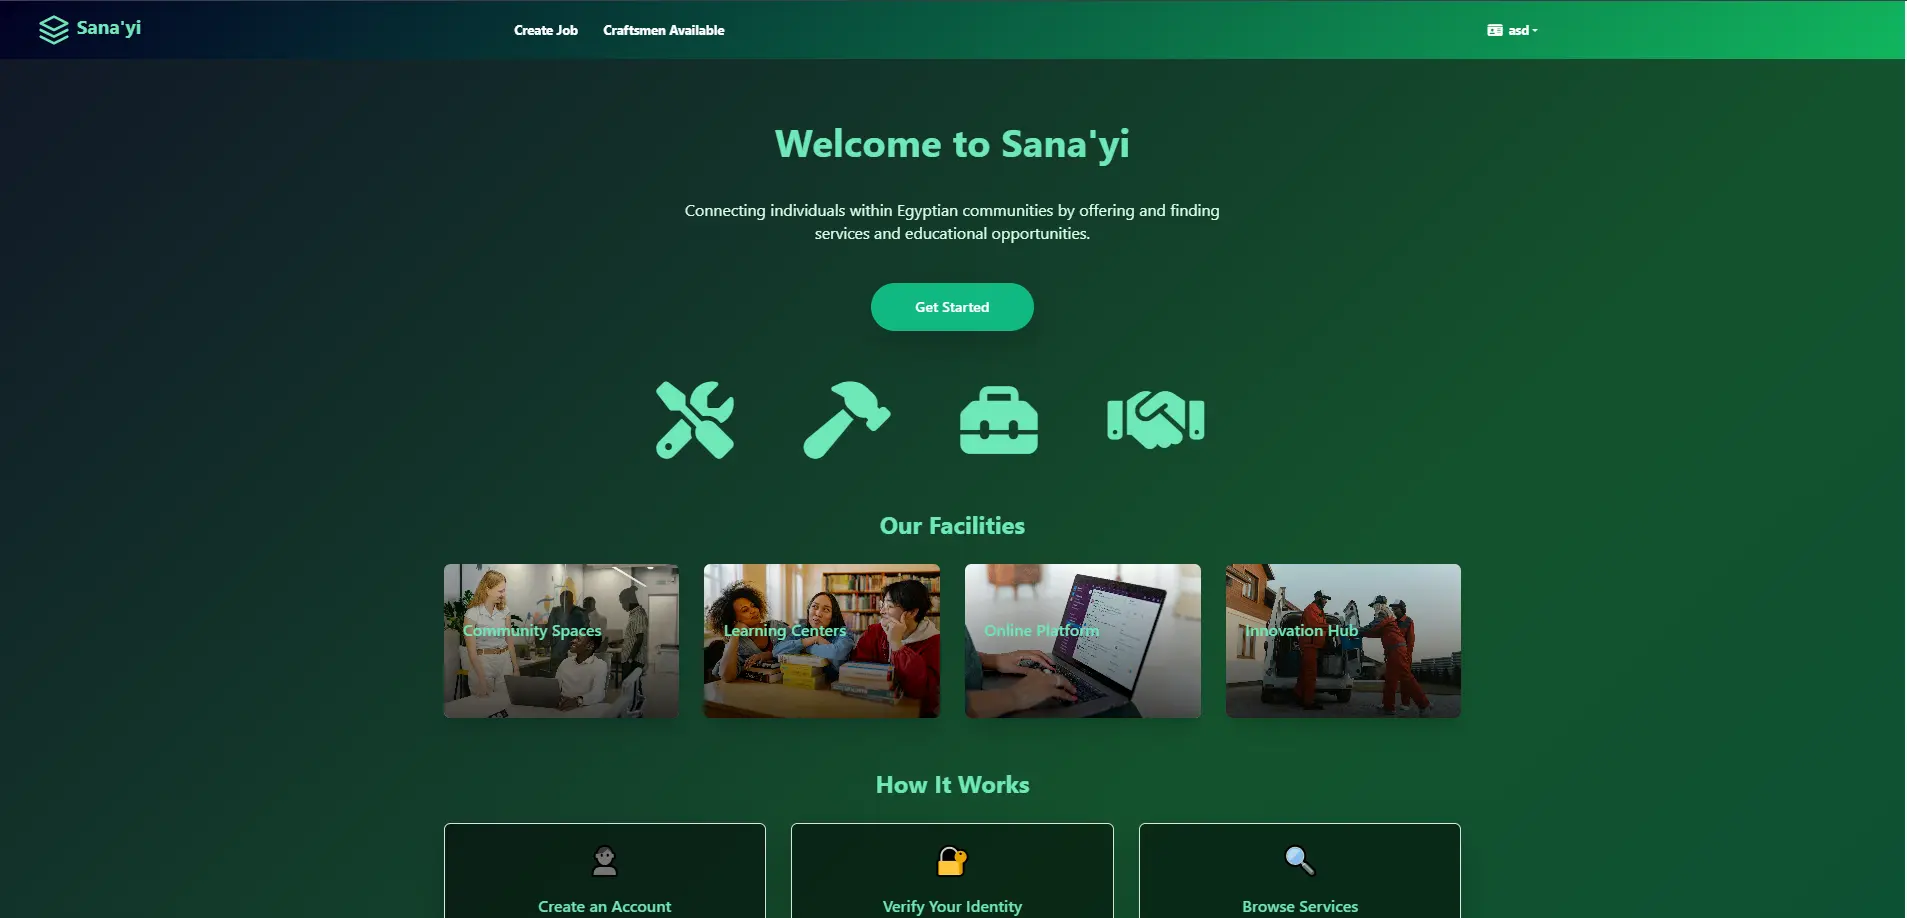 Sana'yi
Create Job
Craftsmen Available
asd
Welcome to Sana'yi
Connecting individuals within Egyptian communities by offering and finding
services and educational opportunities.
Get Started
Our Facilities
Community Spaces
Learning Centers
Online Platform
Innovation Hub
How It Works
Create an Account
Verify Your Identity
Browse Services